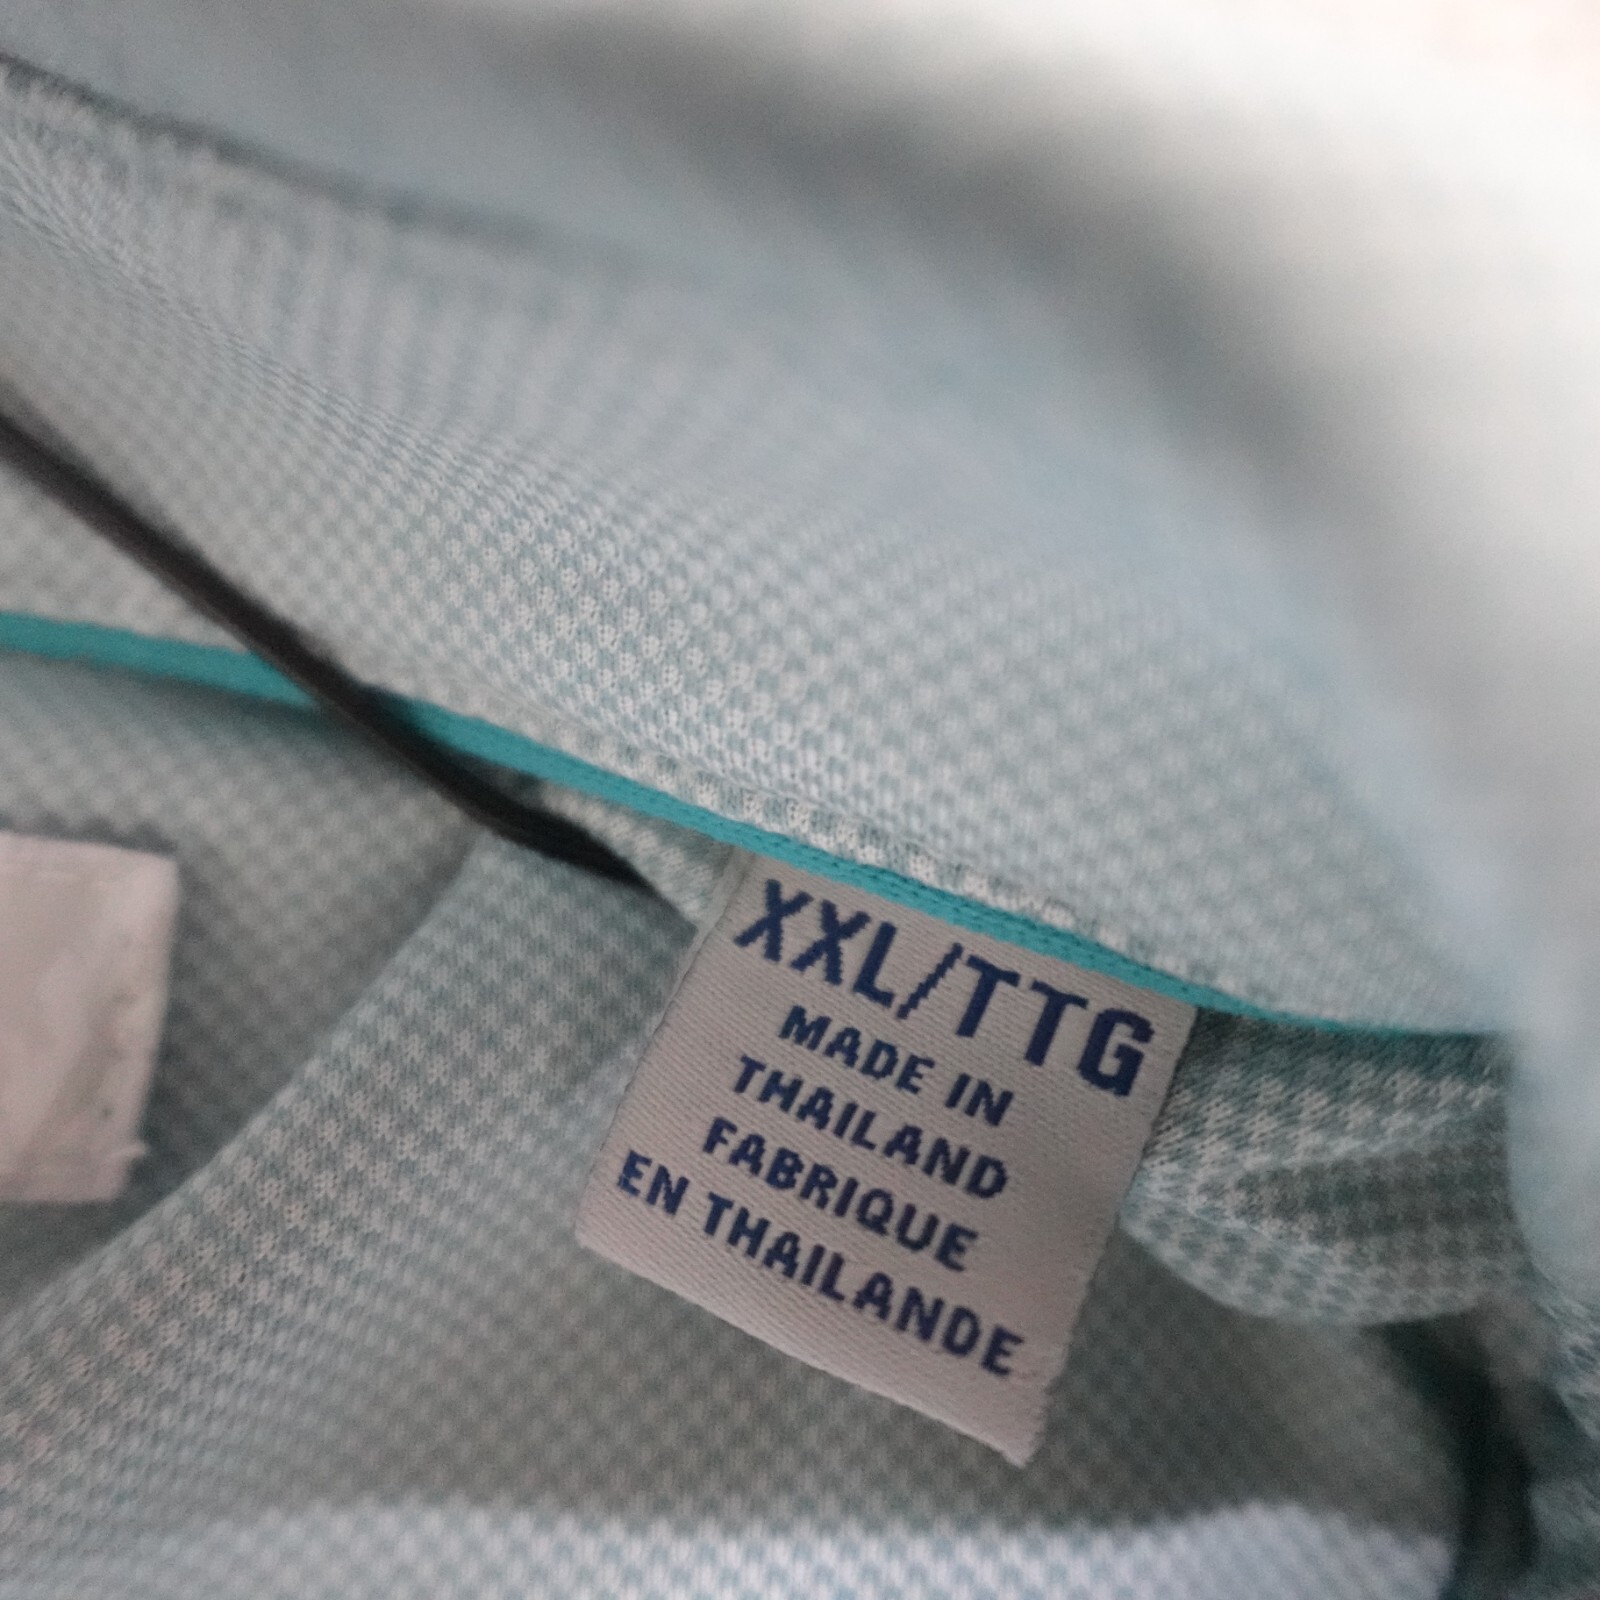 XXL/TTG
MADE IN
THAILAND
FABRIQUE
EN THAILANDE